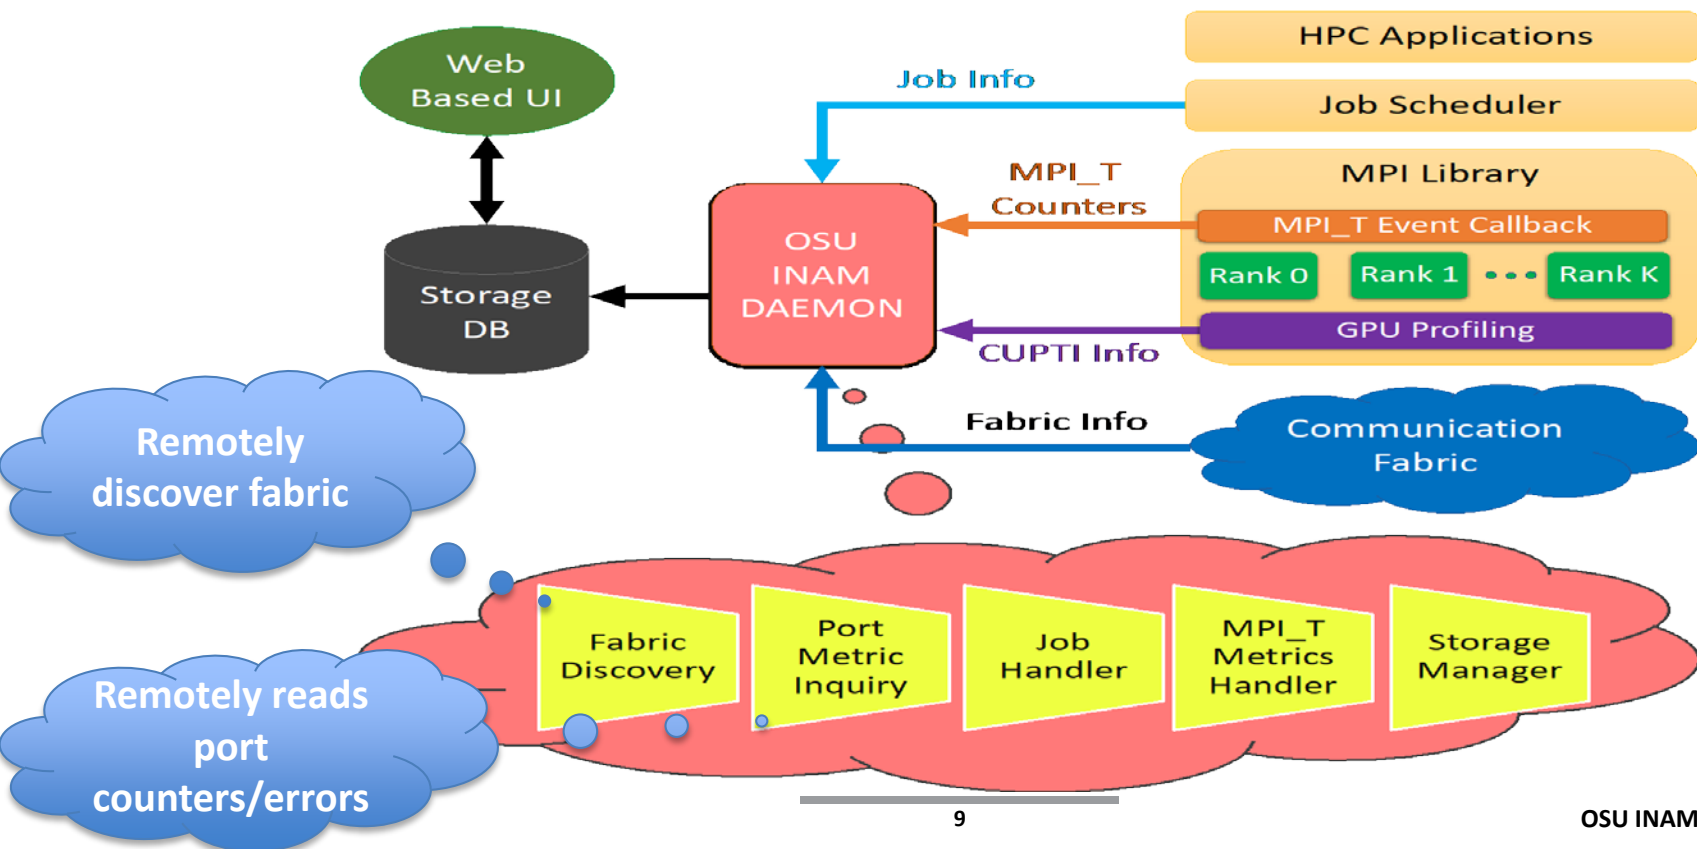 HPC Applications
Web
Based UI
Job Info
Job Scheduler
MPI_T
Counters
MPI Library
MPI_T Event Callback
OSU
INAM
DAEMON
Rank 0
Rank 1
Rank K
Storage
DB
GPU Profiling
CUPTI Info
Fabric Info
Communication
Fabric
Remotely
discover fabric
Fabric
Discovery
Port
Metric
Inquiry
Job
Handler
MPI_T
Metrics
Handler
Storage
Manager
Remotely reads
port
counters/errors
9
OSU INAM